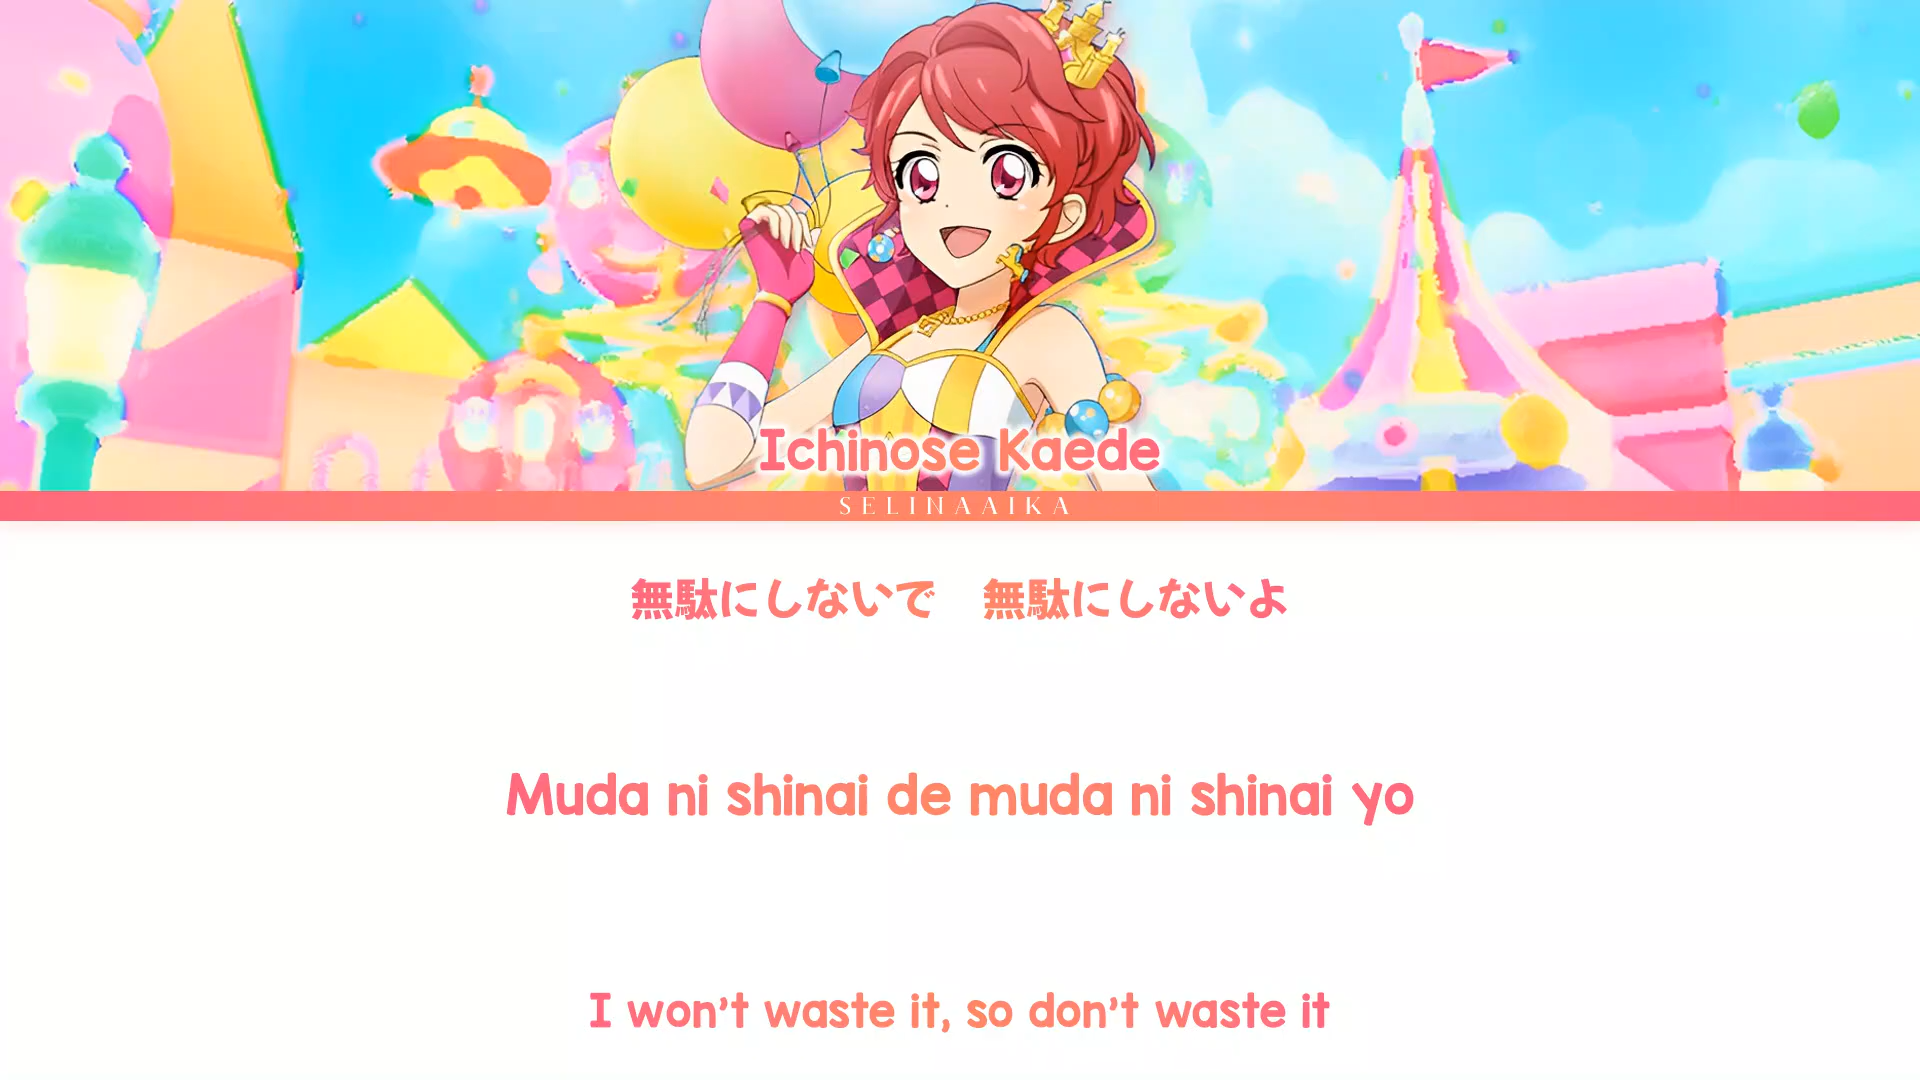 Ichinose Kaede
SELINAAIKA
無駄にしないで　無駄にしないよ
Muda ni shinai de muda ni shinai yo
I won't waste it, so don't waste it